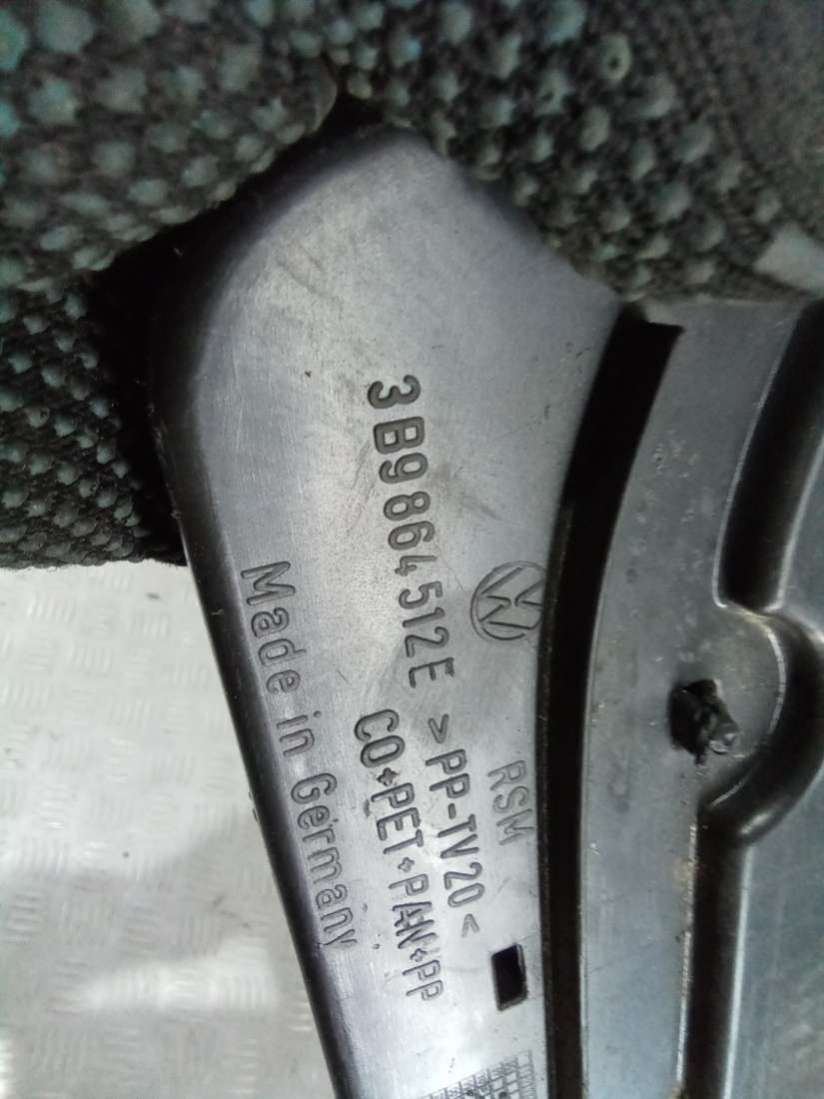 RSM
3B9864512E >PP-TV20<
CO+PET+PAN+PP
Made in Germany